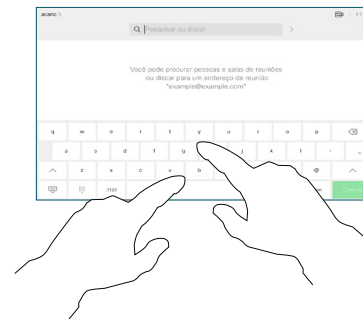 acano >
Pesquisar ou discar >
Você pode procurar pessoas e salas de reuniões
ou discar para um endereço de reunião
"example@example.com"
q w e r t y u i o p
a s d f g j k l - _
z x c v b @
.?123